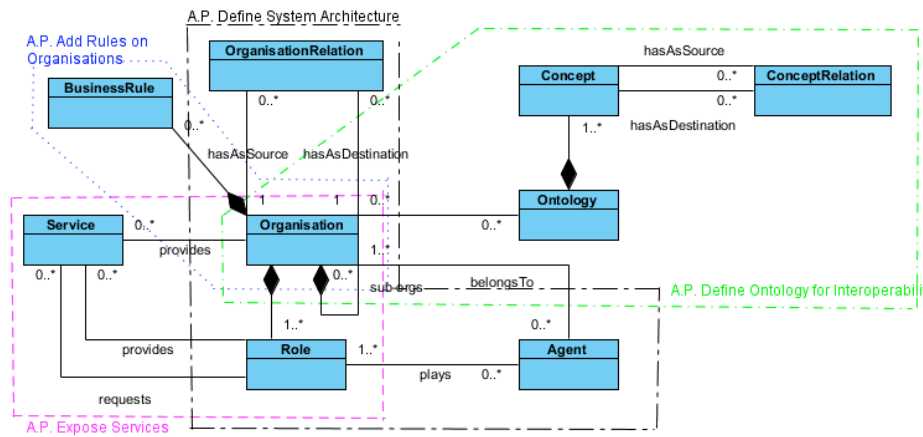 A.P. Define System Architecture
A.P. Add Rules on
Organisations
OrganisationRelation
BusinessRule
Concept
hasAsSource
ConceptRelation
0..*
0..*
0..*
0..*
0..*
1..*
hasAsDestination
hasAsSource
hasAsDestination
1
1
0..*
Ontology
Service
0..*
Organisation
0..*
provides
1..*
0..*
0..*
0..*
sub orgs
belongsTo
A.P. Define Ontology for Interoperabili
1..*
0..*
provides
Role
1..*
Agent
plays
0..*
requests
A.P. Expose Services